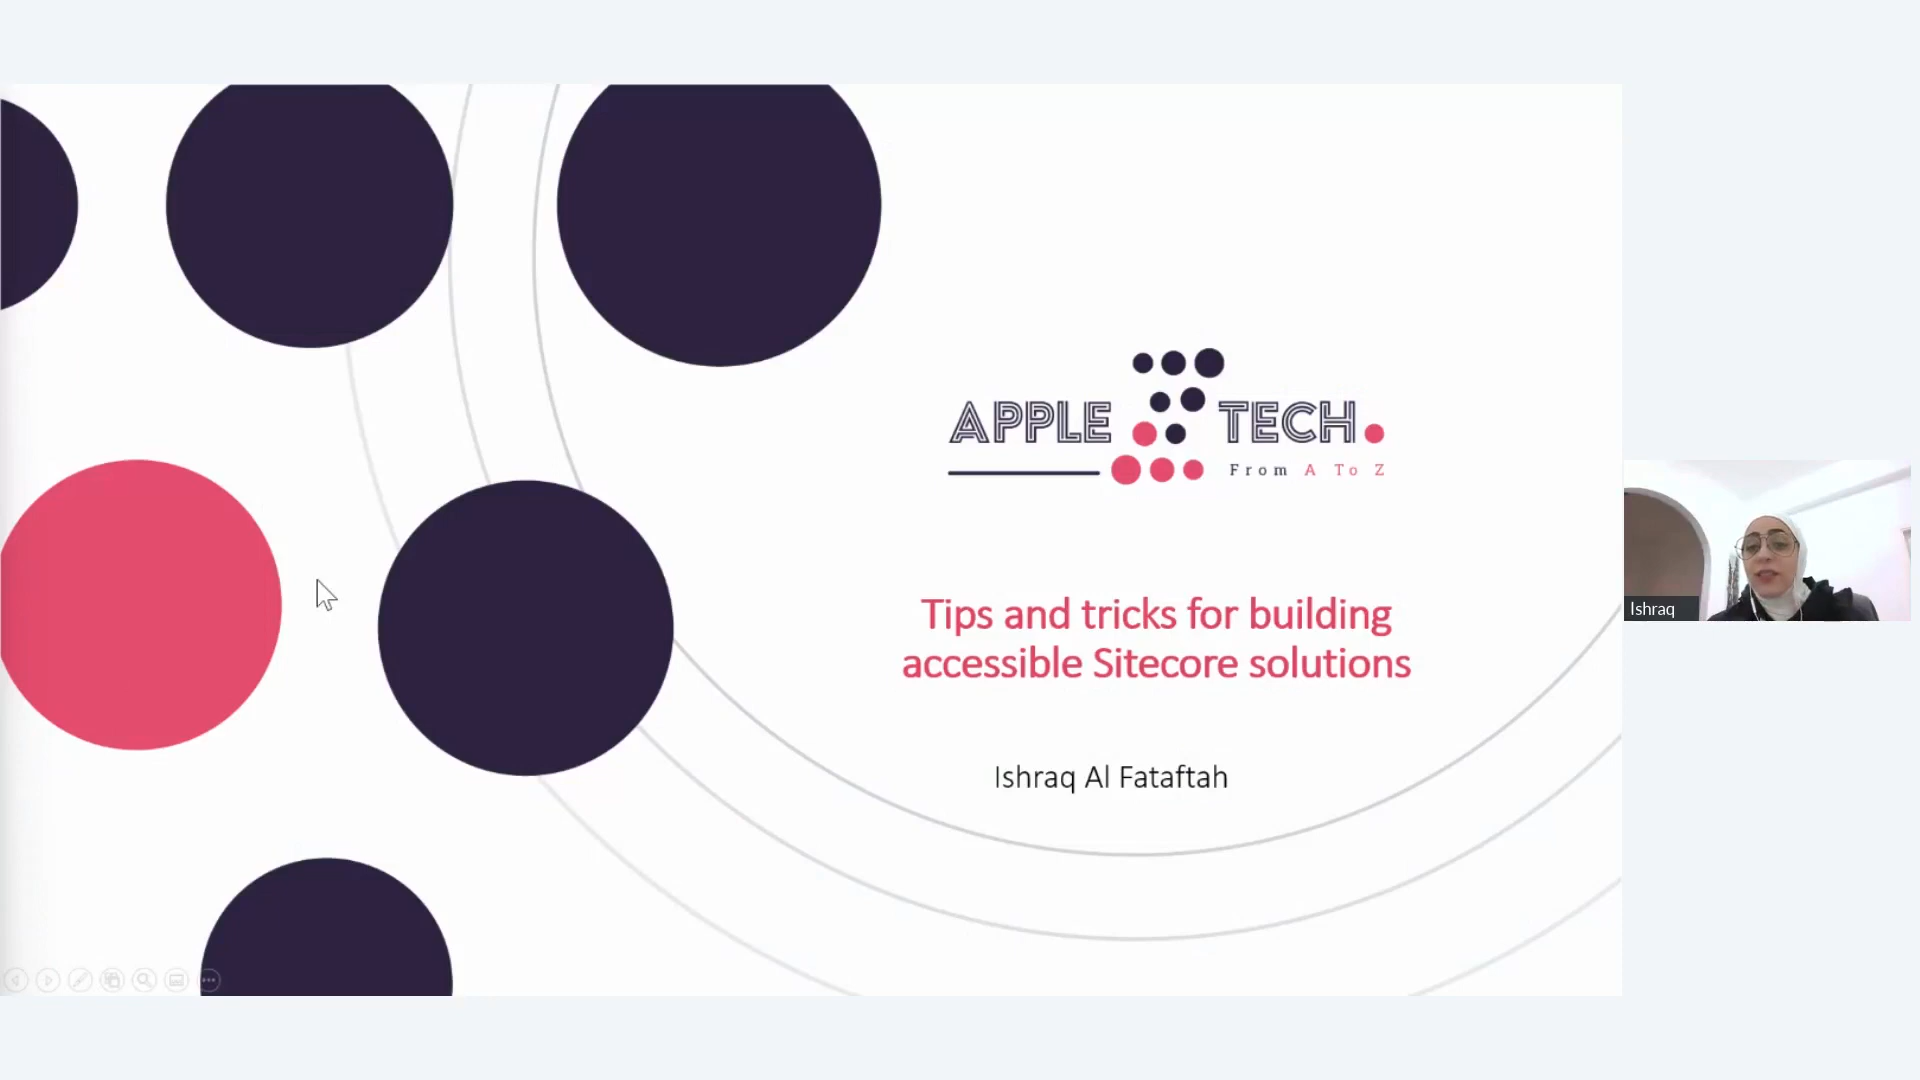 APPLE TECH.
From A To Z
Tips and tricks for building
accessible Sitecore solutions
Ishraq Al Fataftah
Ishraq